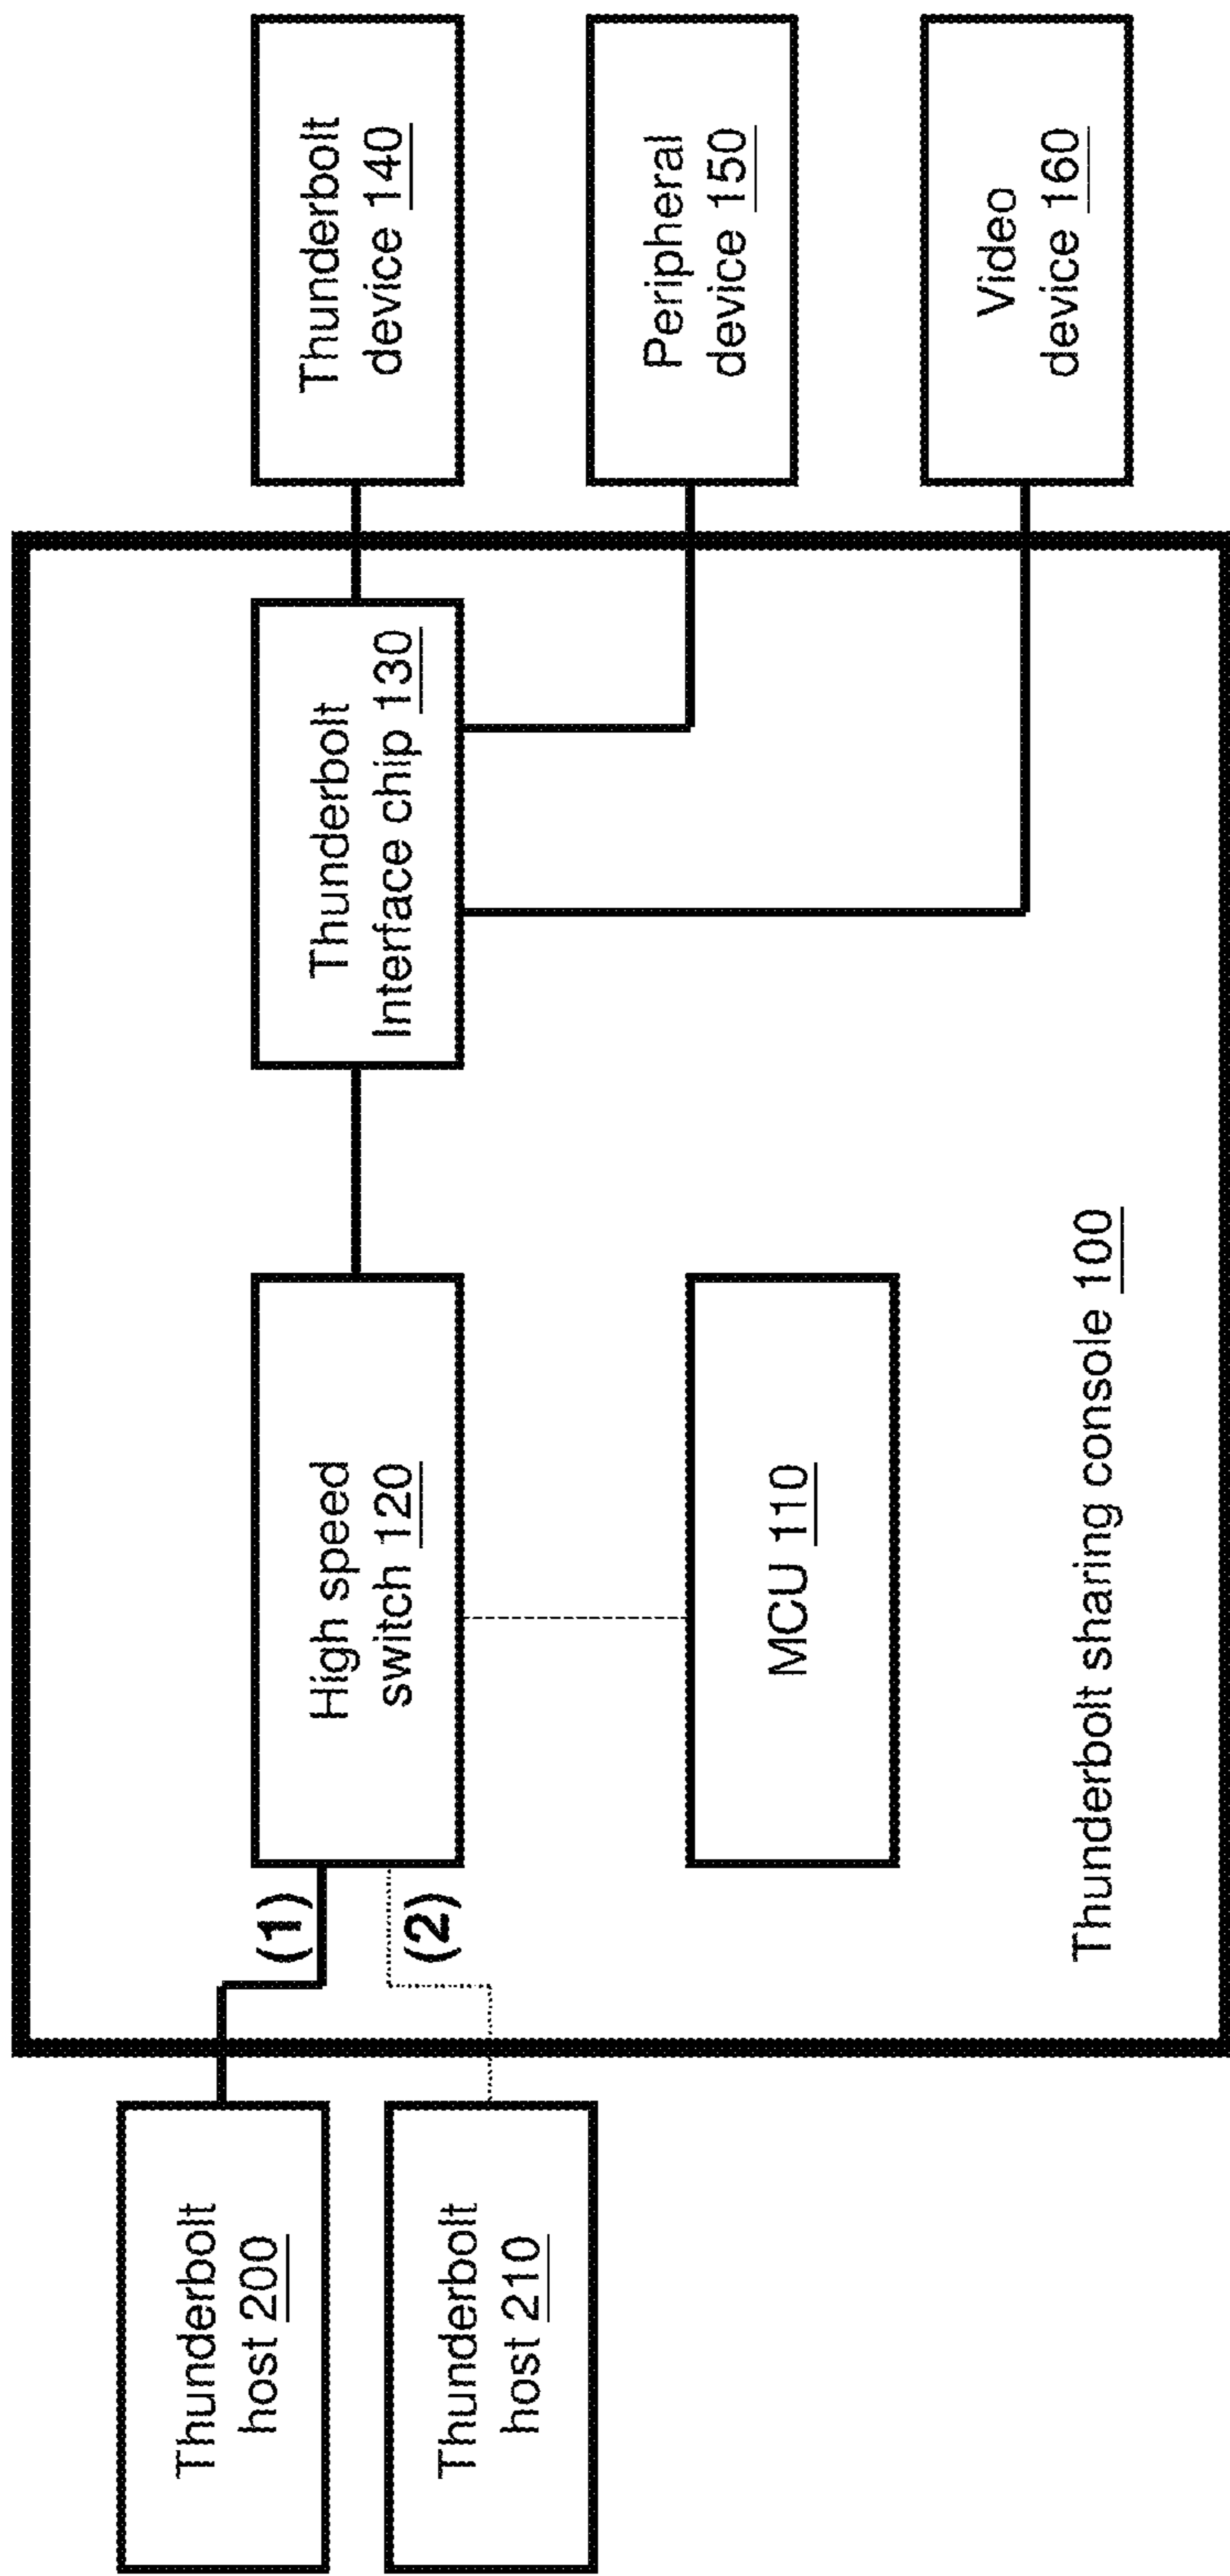 Thunderbolt
host 200
Thunderbolt
host 210
(1)
(2)
High speed
switch 120
MCU 110
Thunderbolt sharing console 100
Thunderbolt
Interface chip 130
Thunderbolt
device 140
Peripheral
device 150
Video
device 160